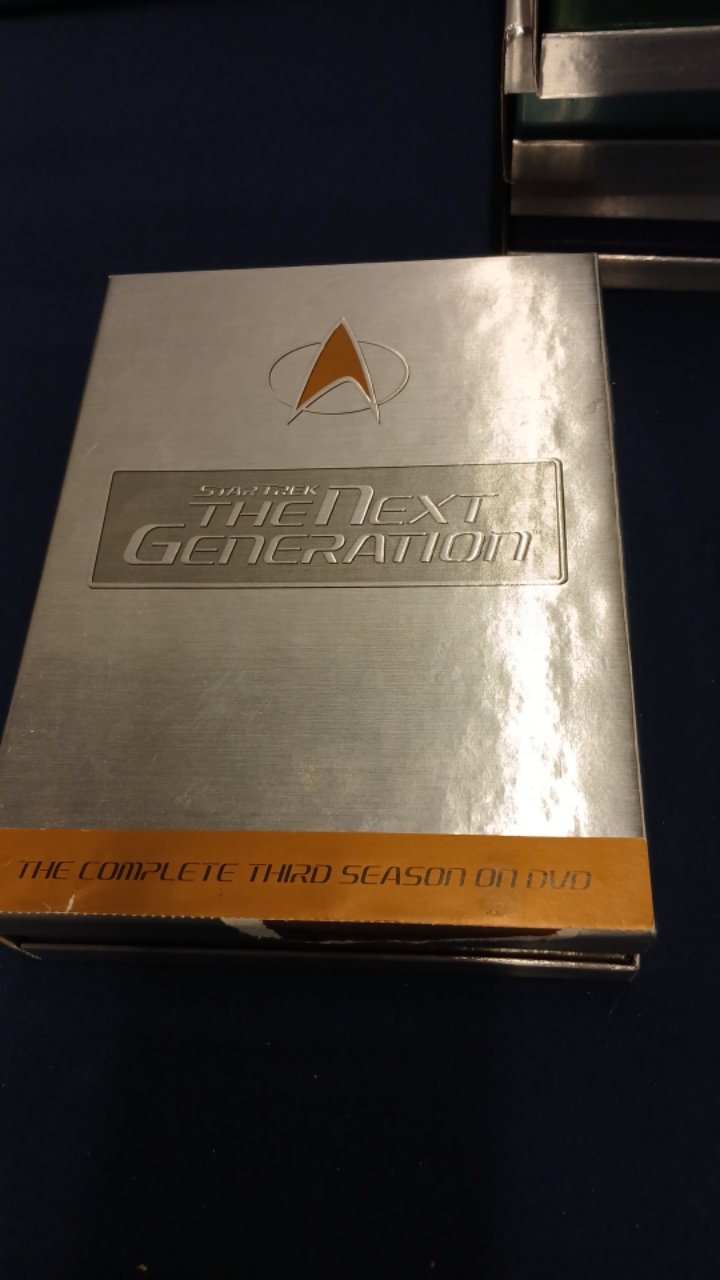 STAR TREK
THE NEXT
GENERATION
THE COMPLETE THIRD SEASON ON DVD